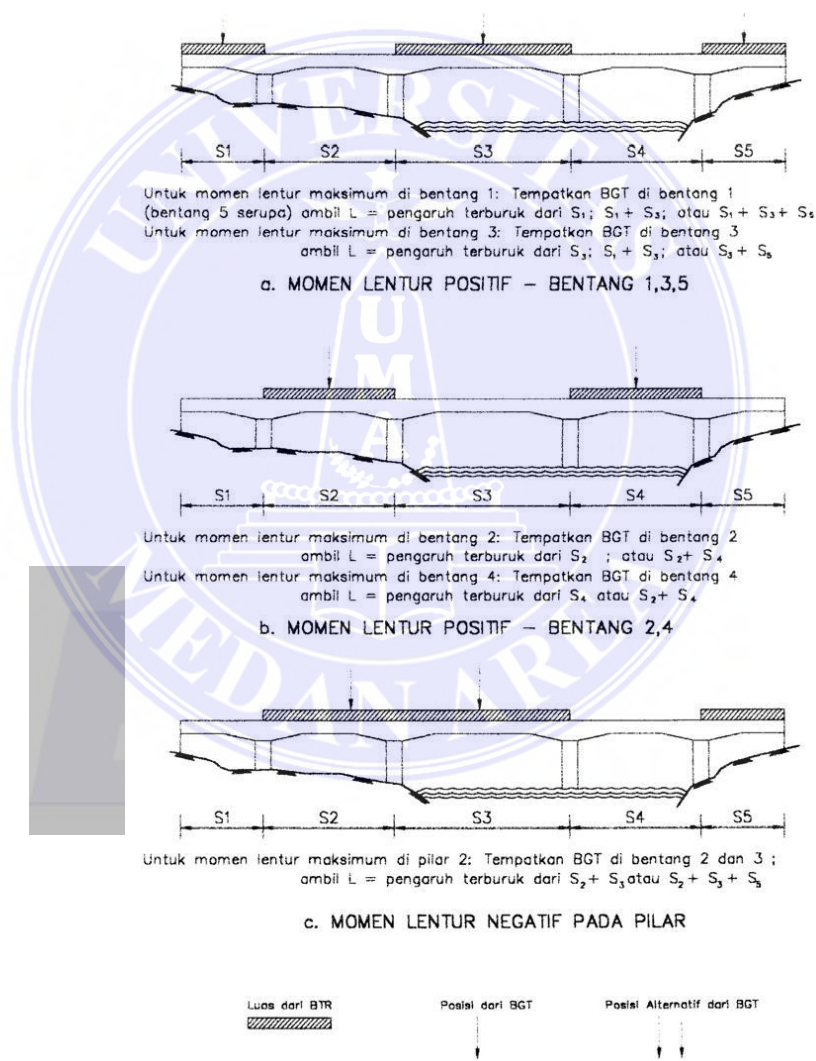 S1 S2 S3 S4 S5
Untuk momen lentur maksimum di bentang 1: Tempatkan BGT di bentang 1
(bentang 5 serupa) ambil L = pengaruh terburuk dari S₁; S₁ + S₃; atau S₁ + S₃ + S₅
Untuk momen lentur maksimum di bentang 3: Tempatkan BGT di bentang 3
ambil L = pengaruh terburuk dari S₃; S₁ + S₃; atau S₃ + S₅
a. MOMEN LENTUR POSITIF – BENTANG 1,3,5
S1 S2 S3 S4 S5
Untuk momen lentur maksimum di bentang 2: Tempatkan BGT di bentang 2
ambil L = pengaruh terburuk dari S₂ ; atau S₂+ S₄
Untuk momen lentur maksimum di bentang 4: Tempatkan BGT di bentang 4
ambil L = pengaruh terburuk dari S₄ atau S₂+ S₄
b. MOMEN LENTUR POSITIF – BENTANG 2,4
S1 S2 S3 S4 S5
Untuk momen lentur maksimum di pilar 2: Tempatkan BGT di bentang 2 dan 3 ;
ambil L = pengaruh terburuk dari S₂+ S₃ atau S₂ + S₃ + S₅
c. MOMEN LENTUR NEGATIF PADA PILAR
Luas dari BTR
Posisi dari BGT
Posisi Alternatif dari BGT
UNIVERSITAS
MEDAN AREA
UMA